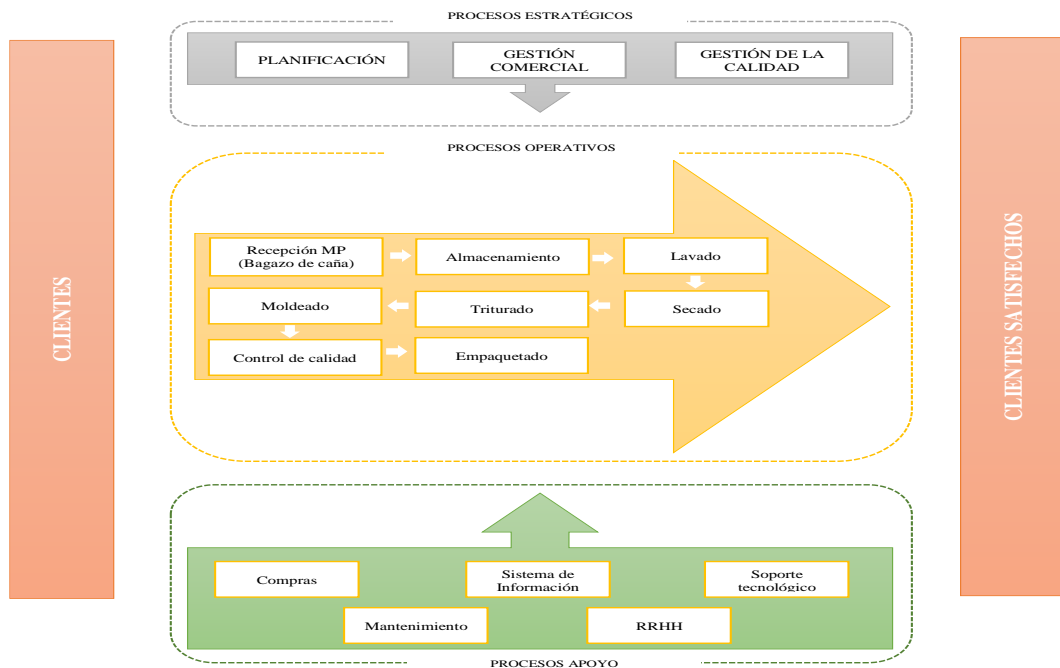 PROCESOS ESTRATÉGICOS
PLANIFICACIÓN
GESTIÓN
COMERCIAL
GESTIÓN DE LA
CALIDAD
CLIENTES
PROCESOS OPERATIVOS
Recepción MP
(Bagazo de caña)
Almacenamiento
Lavado
Moldeado
Triturado
Secado
Control de calidad
Empaquetado
CLIENTES SATISFECHOS
Compras
Sistema de
Información
Soporte
tecnológico
Mantenimiento
RRHH
PROCESOS APOYO